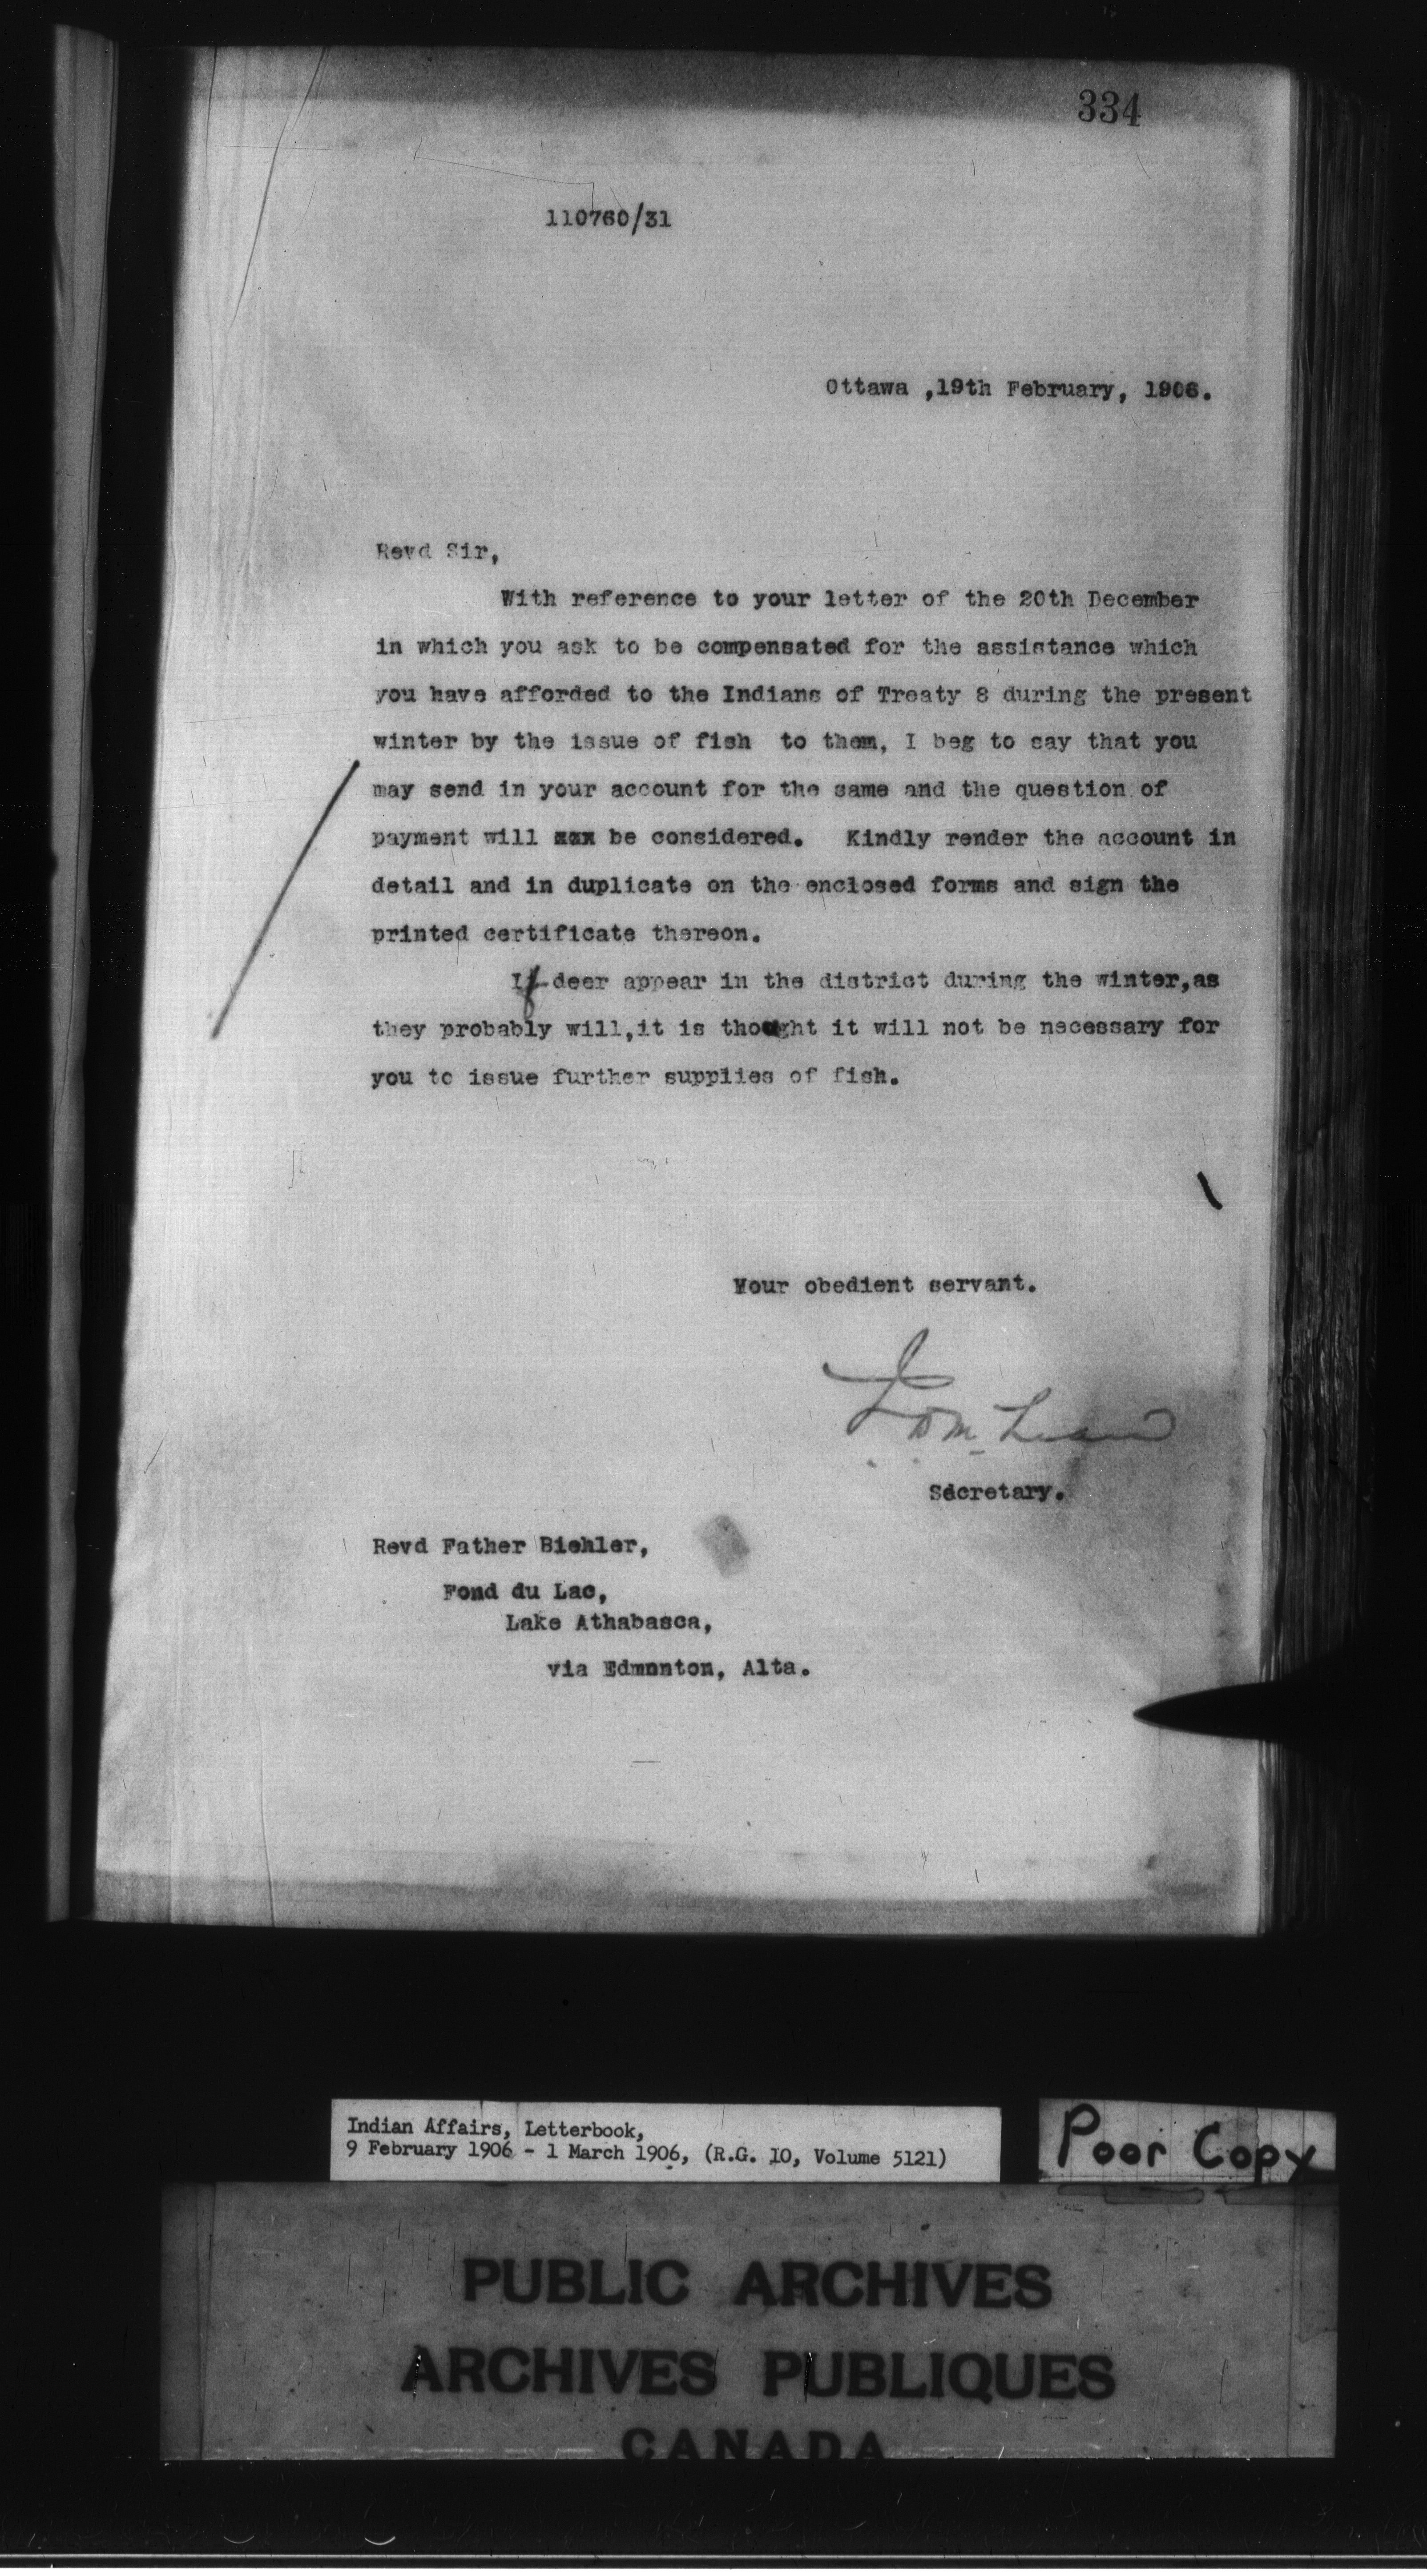 334
110760/31
Ottawa ,19th February, 1906.
Revd Sir,
With reference to your letter of the 20th December
in which you ask to be compensated for the assistance which
you have afforded to the Indians of Treaty 8 during the present
winter by the issue of fish to them, I beg to say that you
may send in your account for the same and the question of
payment will xxx be considered. Kindly render the account in
detail and in duplicate on the enclosed forms and sign the
printed certificate thereon.
If deer appear in the district during the winter,as
they probably will,it is thought it will not be necessary for
you to issue further supplies of fish.
Your obedient servant.
J D McLean
Secretary.
Revd Father Biehler,
Fond du Lac,
Lake Athabasca,
via Edmonton, Alta.
Indian Affairs, Letterbook,
9 February 1906 - 1 March 1906, (R.G. 10, Volume 5121)
Poor Copy
PUBLIC ARCHIVES
ARCHIVES PUBLIQUES
CANADA